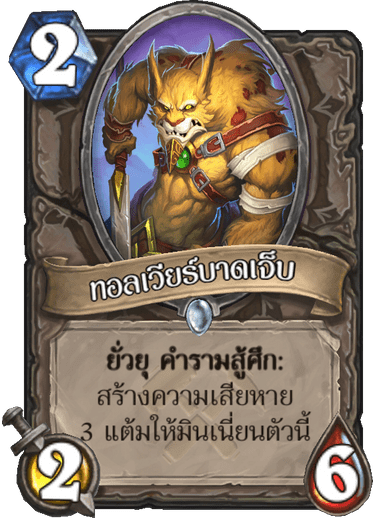 2
ทอลเวียร์บาดเจ็บ
ยั่วยุ คำรามสู้ศึก:
สร้างความเสียหาย
3 แต้มให้มินเนี่ยนตัวนี้
2
6